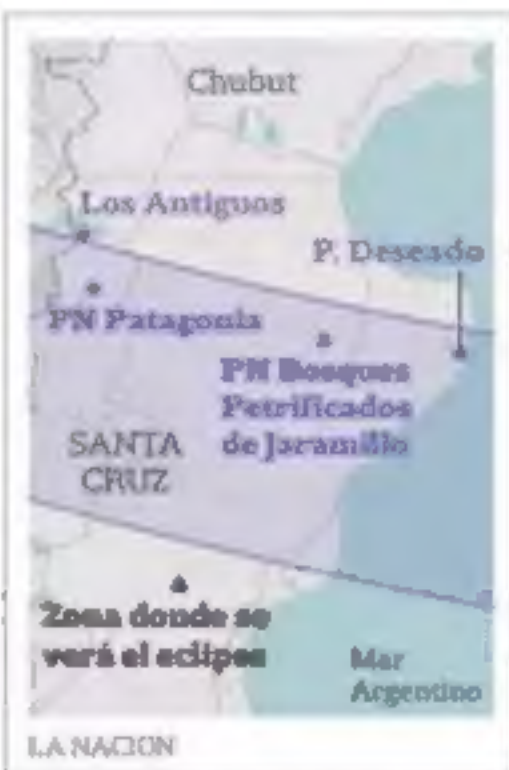 Chubut
Los Antiguos
P. Deseado
PN Patagonia
PN Bosques
Petrificados
de Jaramillo
SANTA
CRUZ
Zona donde se
verá el eclipse
Mar
Argentino
LA NACION